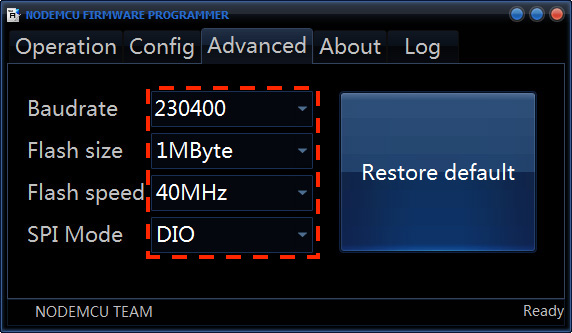 NODEMCU FIRMWARE PROGRAMMER
Operation Config Advanced About Log
Baudrate 230400
Flash size 1MByte
Flash speed 40MHz
SPI Mode DIO
Restore default
NODEMCU TEAM Ready